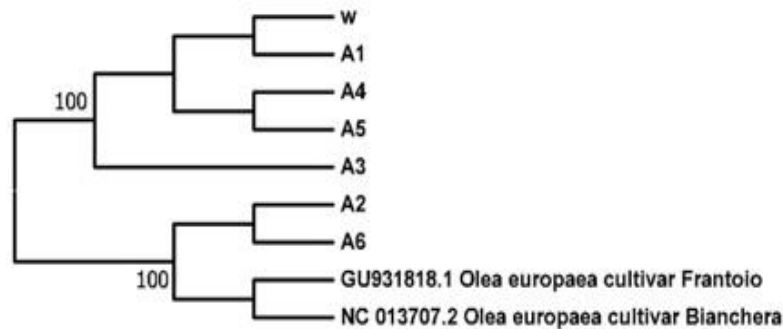 w
A1
A4
100
A5
A3
A2
A6
100
GU931818.1 Olea europaea cultivar Frantoio
NC 013707.2 Olea europaea cultivar Bianchera